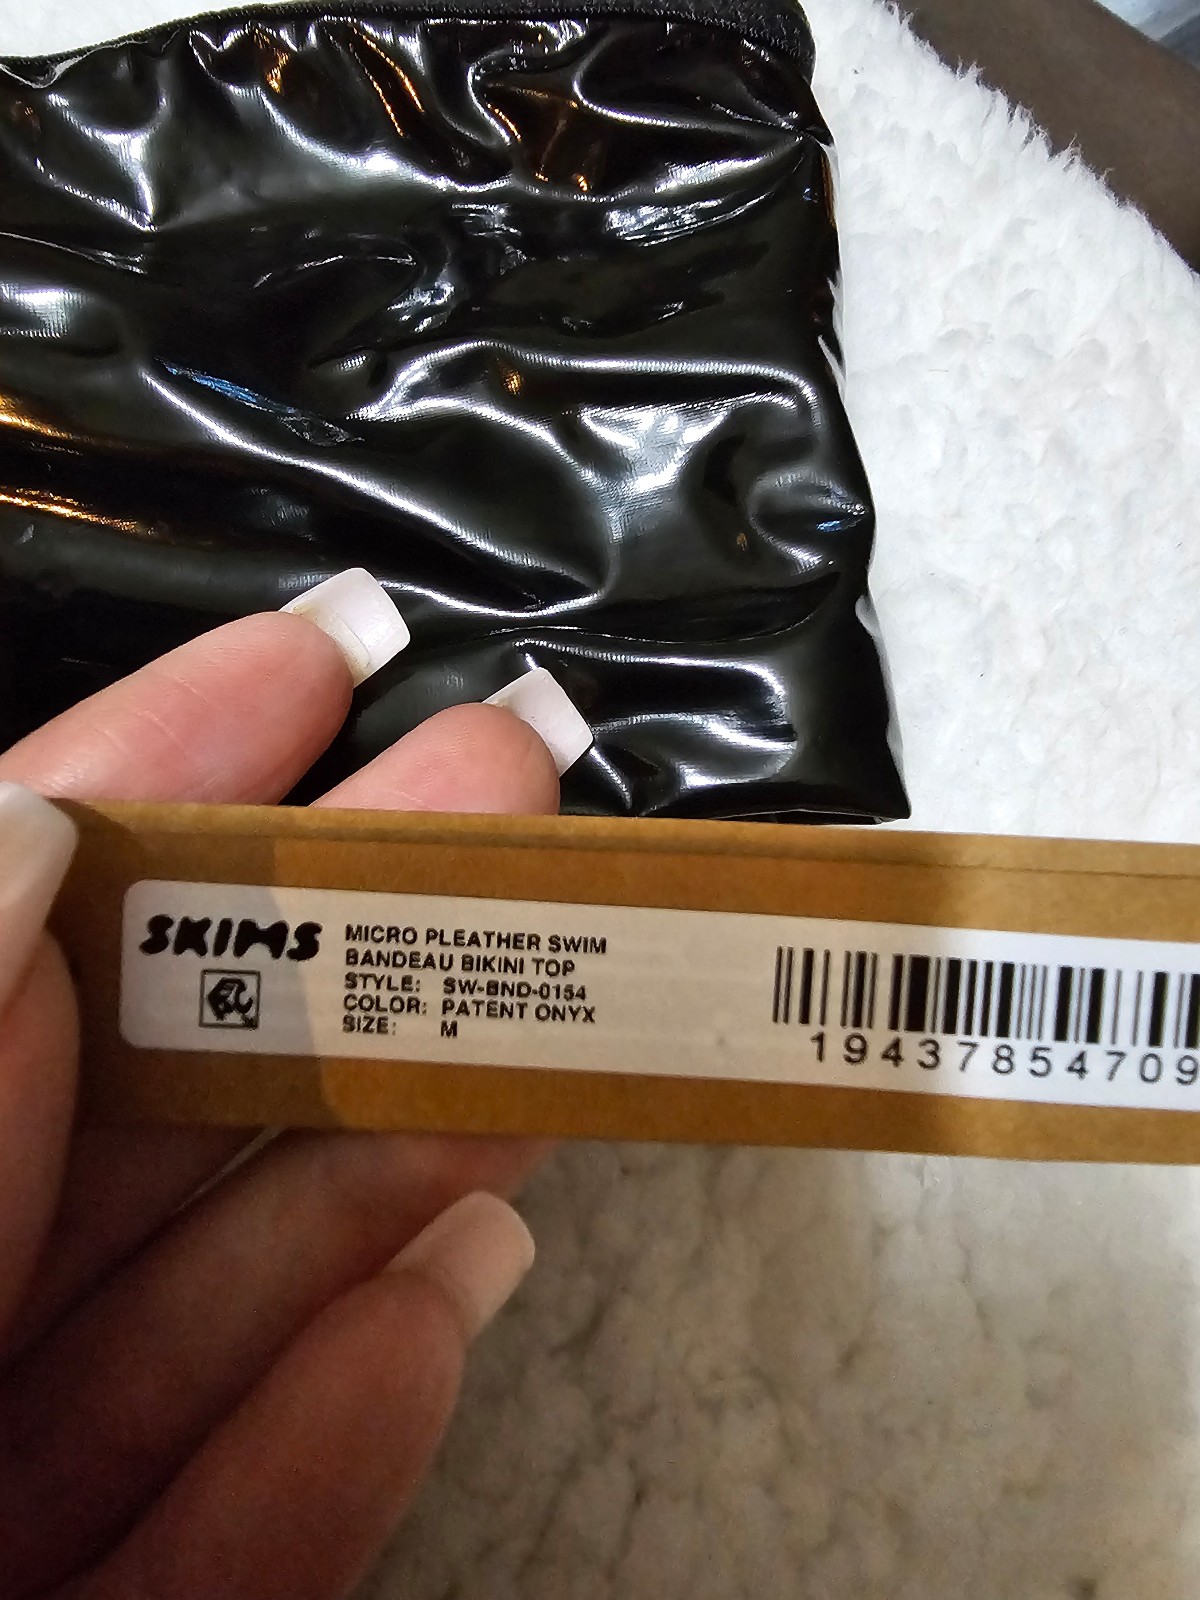 SKIMS
MICRO PLEATHER SWIM
BANDEAU BIKINI TOP
STYLE: SW-BND-0154
COLOR: PATENT ONYX
SIZE: M
19437854709